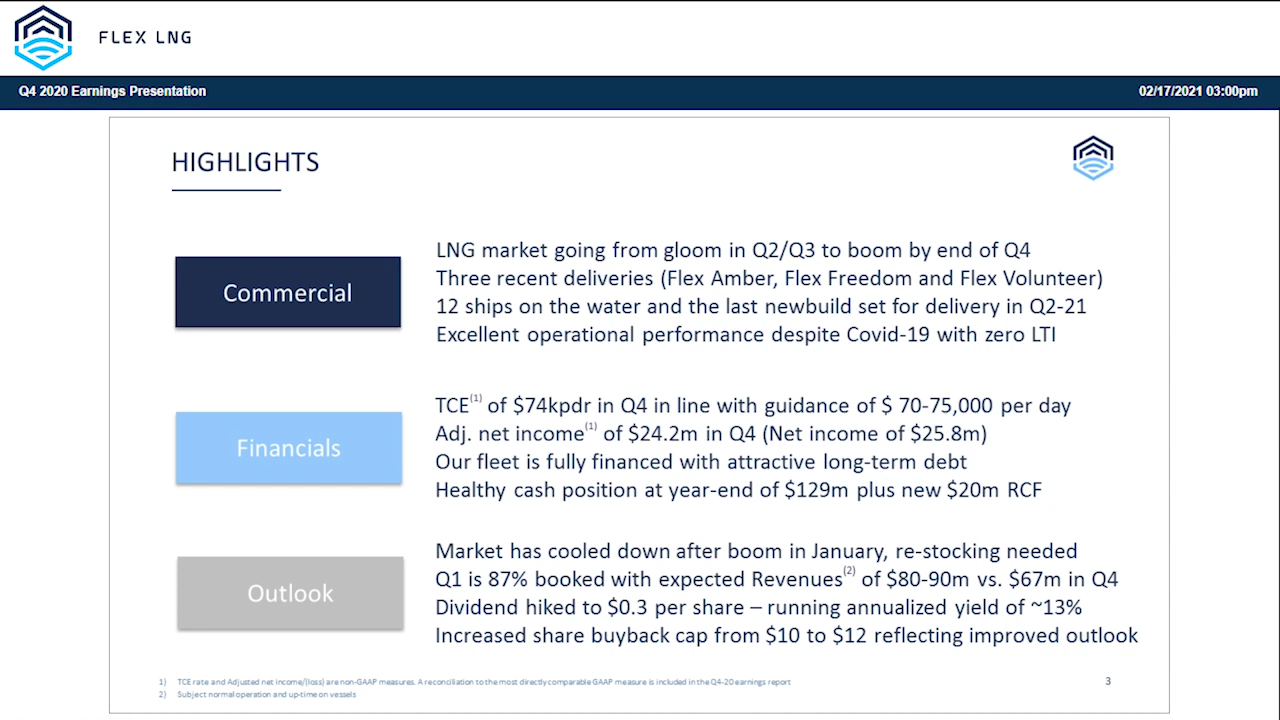 FLEX LNG
Q4 2020 Earnings Presentation
02/17/2021 03:00pm
HIGHLIGHTS
Commercial
LNG market going from gloom in Q2/Q3 to boom by end of Q4
Three recent deliveries (Flex Amber, Flex Freedom and Flex Volunteer)
12 ships on the water and the last newbuild set for delivery in Q2-21
Excellent operational performance despite Covid-19 with zero LTI
Financials
TCE(1) of $74kpdr in Q4 in line with guidance of $ 70-75,000 per day
Adj. net income(1) of $24.2m in Q4 (Net income of $25.8m)
Our fleet is fully financed with attractive long-term debt
Healthy cash position at year-end of $129m plus new $20m RCF
Outlook
Market has cooled down after boom in January, re-stocking needed
Q1 is 87% booked with expected Revenues(2) of $80-90m vs. $67m in Q4
Dividend hiked to $0.3 per share – running annualized yield of ~13%
Increased share buyback cap from $10 to $12 reflecting improved outlook
1) TCE rate and Adjusted net income/(loss) are non-GAAP measures. A reconciliation to the most directly comparable GAAP measure is included in the Q4-20 earnings report
2) Subject normal operation and up-time on vessels
3